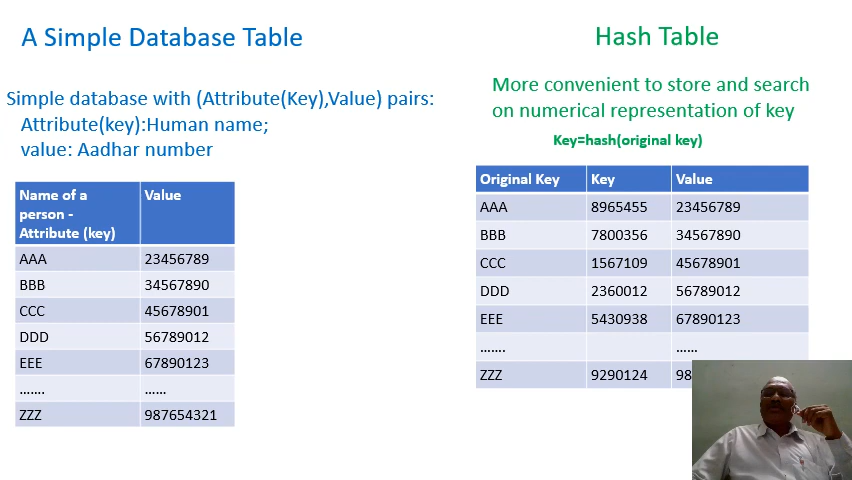 A Simple Database Table
Simple database with (Attribute(Key),Value) pairs:
Attribute(key):Human name;
value: Aadhar number
Name of a person - Attribute (key) Value
AAA 23456789
BBB 34567890
CCC 45678901
DDD 56789012
EEE 67890123
....... ......
ZZZ 987654321
Hash Table
More convenient to store and search
on numerical representation of key
Key=hash(original key)
Original Key Key Value
AAA 8965455 23456789
BBB 7800356 34567890
CCC 1567109 45678901
DDD 2360012 56789012
EEE 5430938 67890123
....... ......
ZZZ 9290124 98